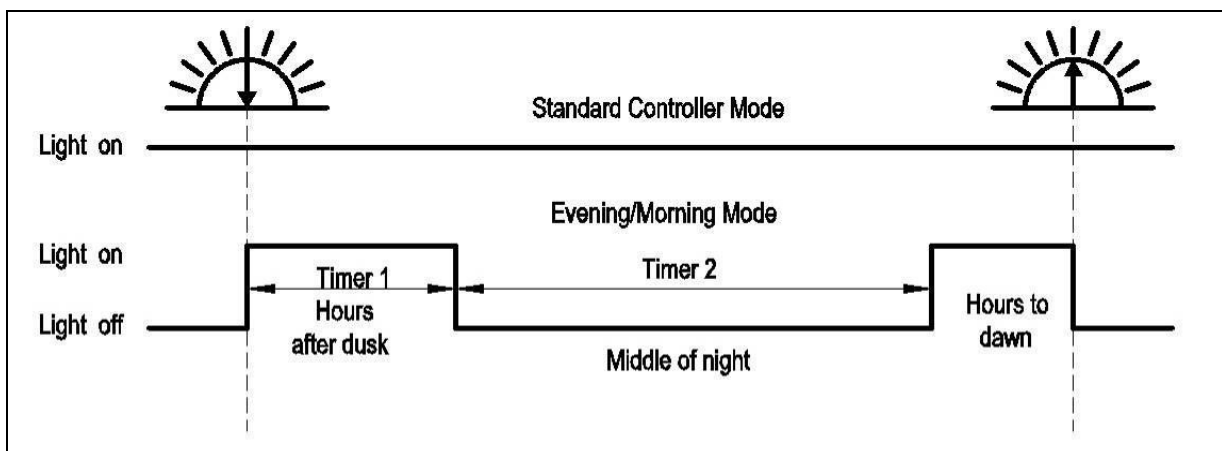 Standard Controller Mode
Light on
Evening/Morning Mode
Light on
Timer 1
Timer 2
Hours
after dusk
Hours to
dawn
Light off
Middle of night